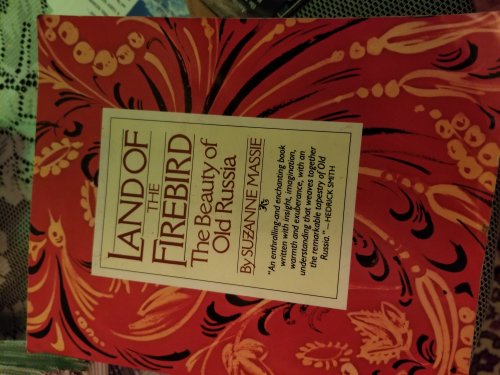 LAND OF
THE
FIREBIRD
The Beauty of
Old Russia
By SUZANNE MASSIE
"An enthralling and enchanting book
written with insight, imagination,
warmth and exuberance, with an
understanding that weaves together
the remarkable tapestry of Old
Russia." —HEDRICK SMITH